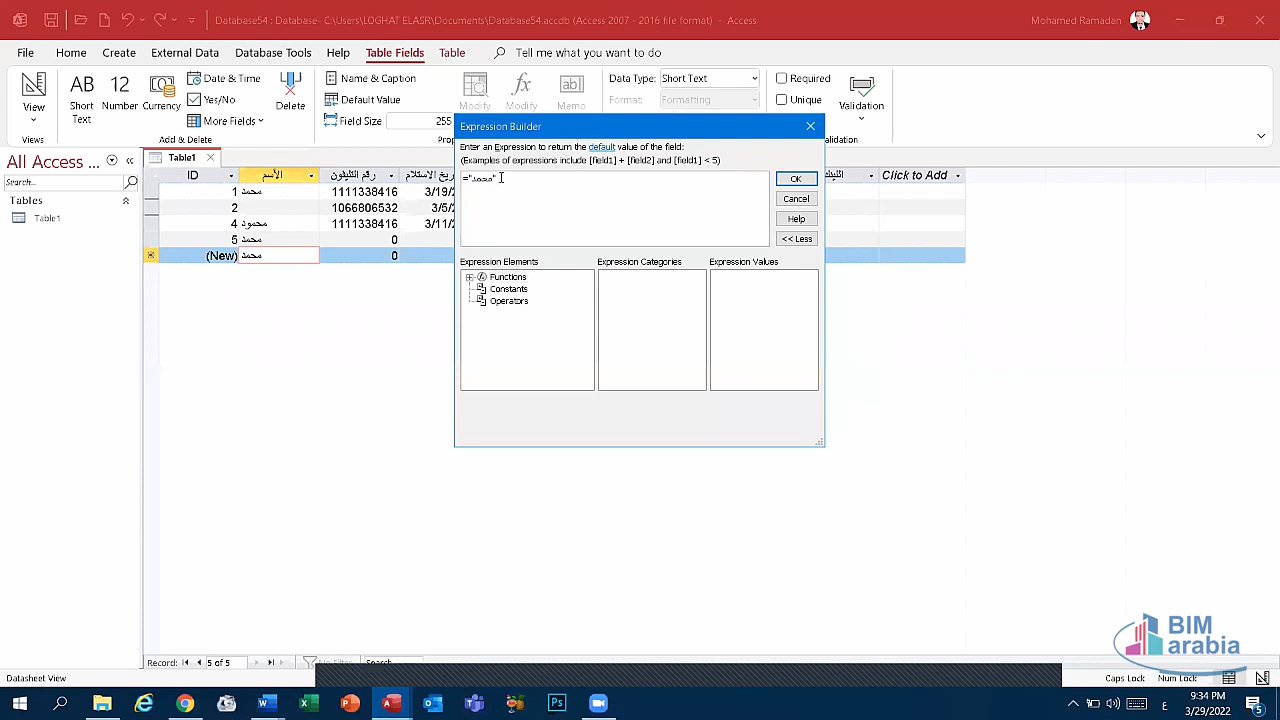 Database54 : Database- C:\Users\LOGHAT ELASR\Documents\Database54.accdb (Access 2007 - 2016 file format) - Access
Mohamed Ramadan
File Home Create External Data Database Tools Help Table Fields Table Tell me what you want to do
AB 12
View Short Text Number Currency
Date & Time
Yes/No
More Fields
Delete
Name & Caption
Default Value
Field Size 255
Modify Modify Memo
Data Type: Short Text
Format: Formatting
Required
Unique
Validation
Views Add & Delete
All Access ...
Search...
Tables
Table1
Table1
ID الأسم رقم التليفون Click to Add
1 محمد 1111338416 3/19/2
2 1066806532 3/5/2
4 محمود 1111338416 3/11/2
5 محمد 0
(New) محمد 0
Expression Builder
Enter an Expression to return the default value of the field:
(Examples of expressions include [field1] + [field2] and [field1] < 5)
="محمد"
OK
Cancel
Help
<< Less
Expression Elements Expression Categories Expression Values
Functions
Constants
Operators
Record: 5 of 5 No Filter Search
Datasheet View
Caps Lock Num Lock
BIM
arabia
9:34 PM
3/29/2022
ع
5